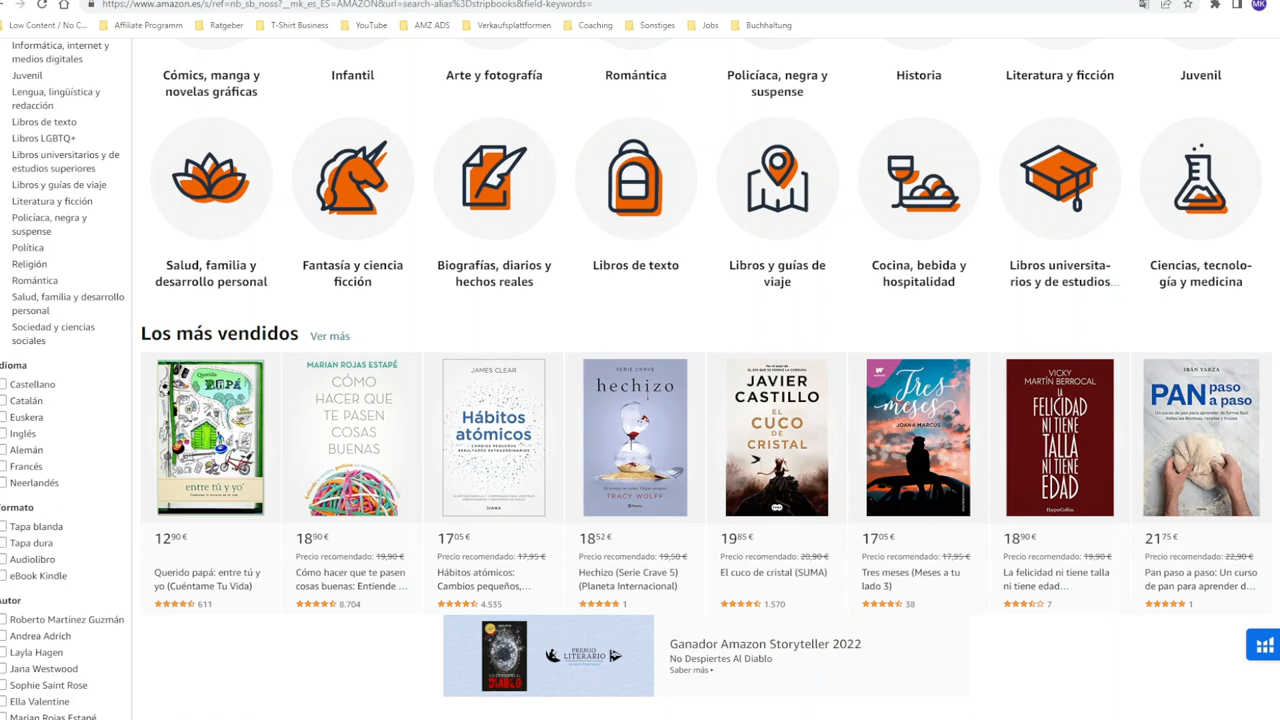 https://www.amazon.es/s/ref=nb_sb_noss?__mk_es_ES=AMAZON&url=search-alias%3Dstripbooks&field-keywords=
MK
Low Content / No C...
Affiliate Programm
Ratgeber
T-Shirt Business
YouTube
AMZ ADS
Verkaufsplattformen
Coaching
Sonstiges
Jobs
Buchhaltung
Informática, internet y
medios digitales
Juvenil
Lengua, lingüística y
redacción
Libros de texto
Libros LGBTQ+
Libros universitarios y de
estudios superiores
Libros y guías de viaje
Literatura y ficción
Policíaca, negra y
suspense
Política
Religión
Romántica
Salud, familia y desarrollo
personal
Sociedad y ciencias
sociales
Idioma
Castellano
Catalán
Euskera
Inglés
Alemán
Francés
Neerlandés
Formato
Tapa blanda
Tapa dura
Audiolibro
eBook Kindle
Autor
Roberto Martínez Guzmán
Andrea Adrich
Layla Hagen
Jana Westwood
Sophie Saint Rose
Ella Valentine
Marian Rojas Estapé
Cómics, manga y
novelas gráficas
Infantil
Arte y fotografía
Romántica
Policíaca, negra y
suspense
Historia
Literatura y ficción
Juvenil
Salud, familia y
desarrollo personal
Fantasía y ciencia
ficción
Biografías, diarios y
hechos reales
Libros de texto
Libros y guías de
viaje
Cocina, bebida y
hospitalidad
Libros universita-
rios y de estudios...
Ciencias, tecnolo-
gía y medicina
Los más vendidos Ver más
Querido
PAPÁ
entre tú y yo
MARIAN ROJAS ESTAPÉ
CÓMO
HACER QUE
TE PASEN
COSAS
BUENAS
JAMES CLEAR
Hábitos
atómicos
CAMBIOS PEQUEÑOS,
RESULTADOS EXTRAORDINARIOS
DIANA
SERIE CRAVE
hechizo
TRACY WOLFF
JAVIER
CASTILLO
EL
CUCO
DE
CRISTAL
Tres
meses
JOANA MARCÚS
VICKY
MARTÍN BERROCAL
LA
FELICIDAD
NI TIENE
TALLA
NI TIENE
EDAD
HarperCollins
IBÁN YARZA
PAN paso
a paso
12,90 €
Querido papá: entre tú y
yo (Cuéntame Tu Vida)
611
18,90 €
Precio recomendado: 19,90 €
Cómo hacer que te pasen
cosas buenas: Entiende ...
8.704
17,05 €
Precio recomendado: 17,95 €
Hábitos atómicos:
Cambios pequeños,...
4.535
18,52 €
Precio recomendado: 19,50 €
Hechizo (Serie Crave 5)
(Planeta Internacional)
1
19,85 €
Precio recomendado: 20,90 €
El cuco de cristal (SUMA)
1.570
17,05 €
Precio recomendado: 17,95 €
Tres meses (Meses a tu
lado 3)
38
18,90 €
Precio recomendado: 19,90 €
La felicidad ni tiene talla
ni tiene edad...
7
21,75 €
Precio recomendado: 22,90 €
Pan paso a paso: Un curso
de pan para aprender d...
1
DIABLO
PREMIO
LITERARIO
Ganador Amazon Storyteller 2022
No Despiertes Al Diablo
Saber más